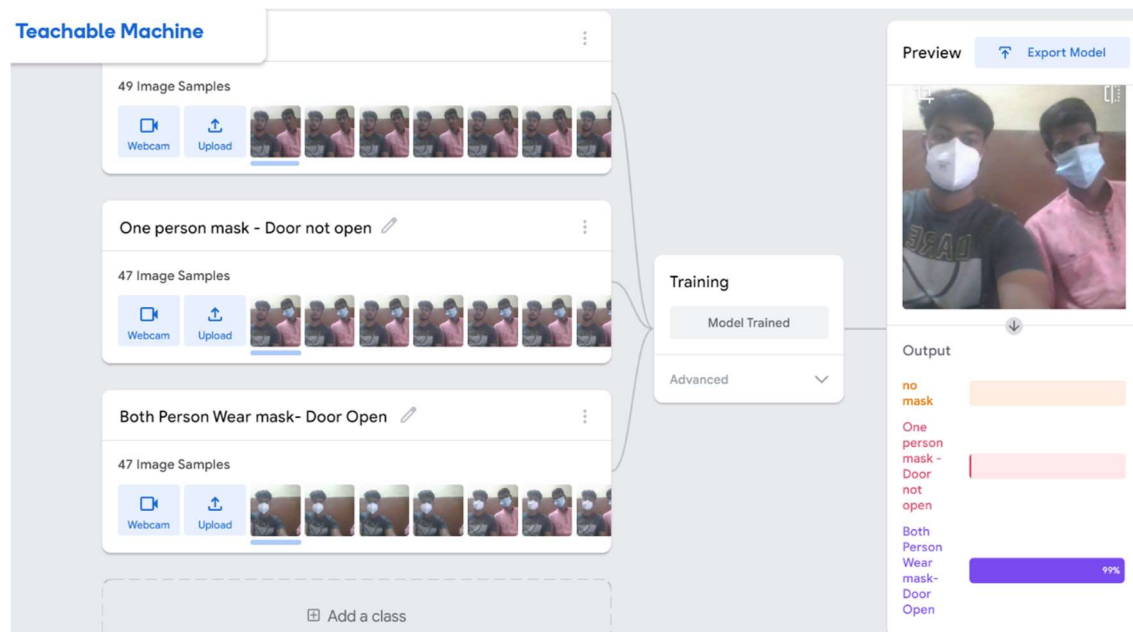 Teachable Machine
49 Image Samples
Webcam
Upload
One person mask - Door not open
47 Image Samples
Webcam
Upload
Both Person Wear mask- Door Open
47 Image Samples
Webcam
Upload
Add a class
Training
Model Trained
Advanced
Preview
Export Model
DARE
Output
no
mask
One
person
mask -
Door
not
open
Both
Person
Wear
mask-
Door
Open
99%